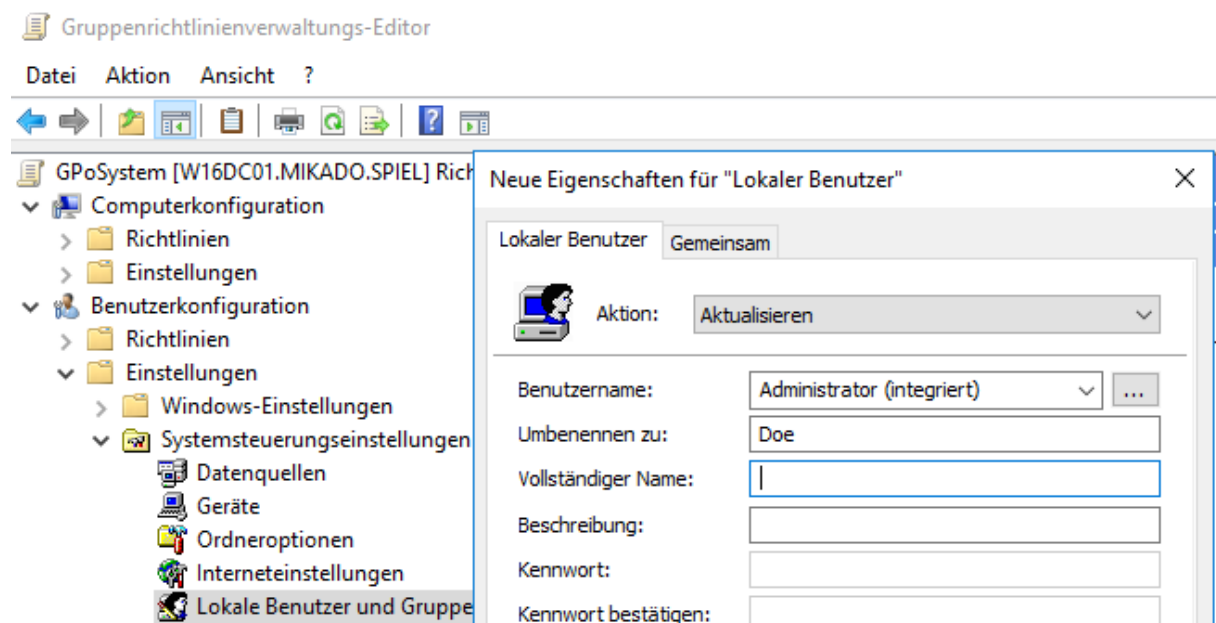 Gruppenrichtlinienverwaltungs-Editor
Datei Aktion Ansicht ?
GPoSystem [W16DC01.MIKADO.SPIEL] Rich
Computerkonfiguration
Richtlinien
Einstellungen
Benutzerkonfiguration
Richtlinien
Einstellungen
Windows-Einstellungen
Systemsteuerungseinstellungen
Datenquellen
Geräte
Ordneroptionen
Interneteinstellungen
Lokale Benutzer und Gruppe
Neue Eigenschaften für "Lokaler Benutzer"
Lokaler Benutzer Gemeinsam
Aktion: Aktualisieren
Benutzername: Administrator (integriert) ...
Umbenennen zu: Doe
Vollständiger Name:
Beschreibung:
Kennwort:
Kennwort bestätigen: